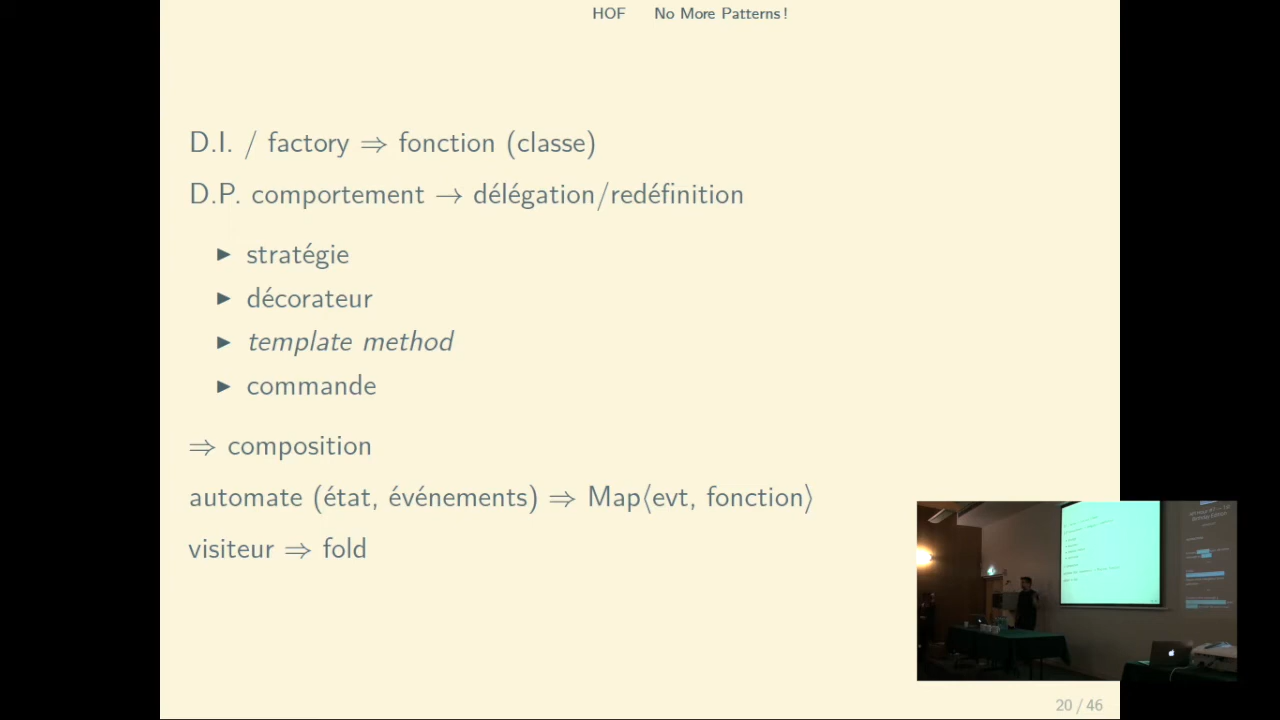 HOF No More Patterns !
D.I. / factory ⇒ fonction (classe)
D.P. comportement → délégation/redéfinition
▶ stratégie
▶ décorateur
▶ template method
▶ commande
⇒ composition
automate (état, événements) ⇒ Map⟨evt, fonction⟩
visiteur ⇒ fold
20 / 46